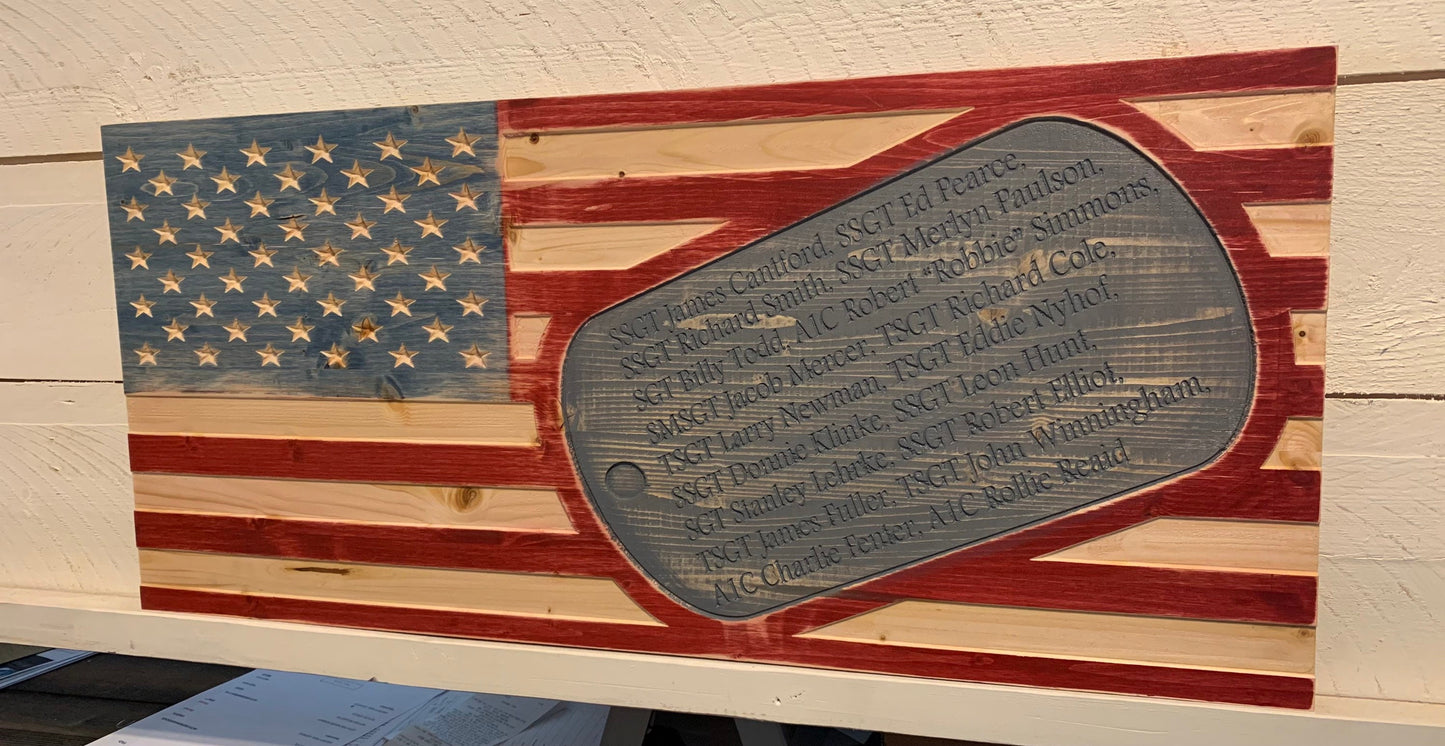 SSGT James Cantford, SSGT Ed Pearce,
SSGT Richard Smith, SSGT Merlyn Paulson,
SGT Billy Todd, A1C Robert “Robbie” Simmons,
SMSGT Jacob Mercer, TSGT Richard Cole,
TSGT Larry Newman, TSGT Eddie Nyhof,
SSGT Donnie Klinke, SSGT Leon Hunt,
SGT Stanley Lehrke, SSGT Robert Elliot,
TSGT James Fuller, TSGT John Winningham,
A1C Charlie Fenter, A1C Rollie Reaid